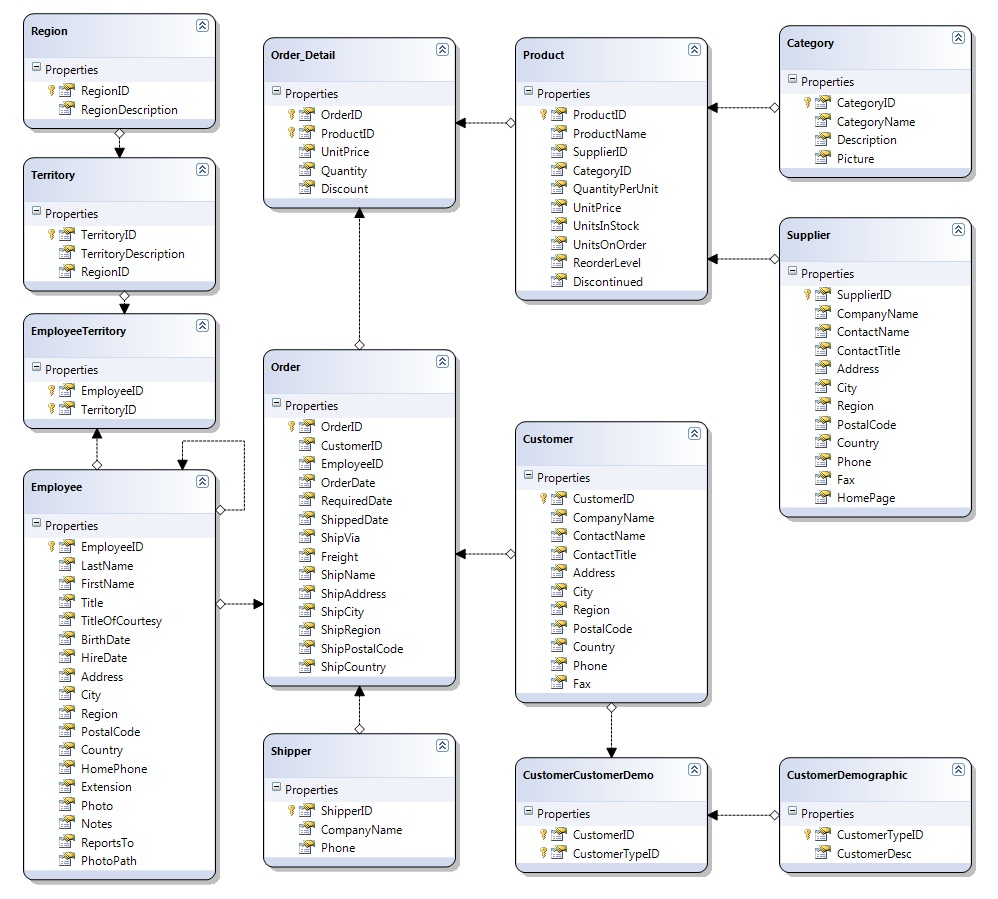 Region
Properties
RegionID
RegionDescription
Territory
Properties
TerritoryID
TerritoryDescription
RegionID
EmployeeTerritory
Properties
EmployeeID
TerritoryID
Employee
Properties
EmployeeID
LastName
FirstName
Title
TitleOfCourtesy
BirthDate
HireDate
Address
City
Region
PostalCode
Country
HomePhone
Extension
Photo
Notes
ReportsTo
PhotoPath
Order_Detail
Properties
OrderID
ProductID
UnitPrice
Quantity
Discount
Order
Properties
OrderID
CustomerID
EmployeeID
OrderDate
RequiredDate
ShippedDate
ShipVia
Freight
ShipName
ShipAddress
ShipCity
ShipRegion
ShipPostalCode
ShipCountry
Shipper
Properties
ShipperID
CompanyName
Phone
Product
Properties
ProductID
ProductName
SupplierID
CategoryID
QuantityPerUnit
UnitPrice
UnitsInStock
UnitsOnOrder
ReorderLevel
Discontinued
Customer
Properties
CustomerID
CompanyName
ContactName
ContactTitle
Address
City
Region
PostalCode
Country
Phone
Fax
CustomerCustomerDemo
Properties
CustomerID
CustomerTypeID
Category
Properties
CategoryID
CategoryName
Description
Picture
Supplier
Properties
SupplierID
CompanyName
ContactName
ContactTitle
Address
City
Region
PostalCode
Country
Phone
Fax
HomePage
CustomerDemographic
Properties
CustomerTypeID
CustomerDesc